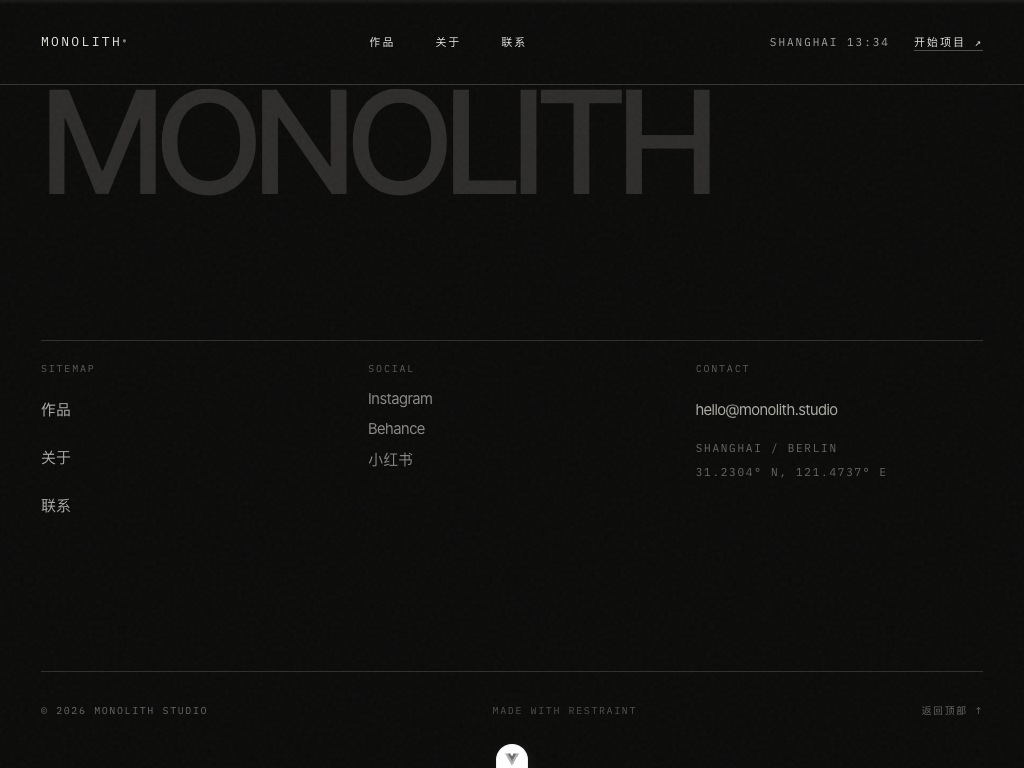 MONOLITH
作品 关于 联系
SHANGHAI 13:34 开始项目 ↗
MONOLITH
SITEMAP
作品
关于
联系
SOCIAL
Instagram
Behance
小红书
CONTACT
hello@monolith.studio
SHANGHAI / BERLIN
31.2304° N, 121.4737° E
© 2026 MONOLITH STUDIO
MADE WITH RESTRAINT
返回顶部 ↑